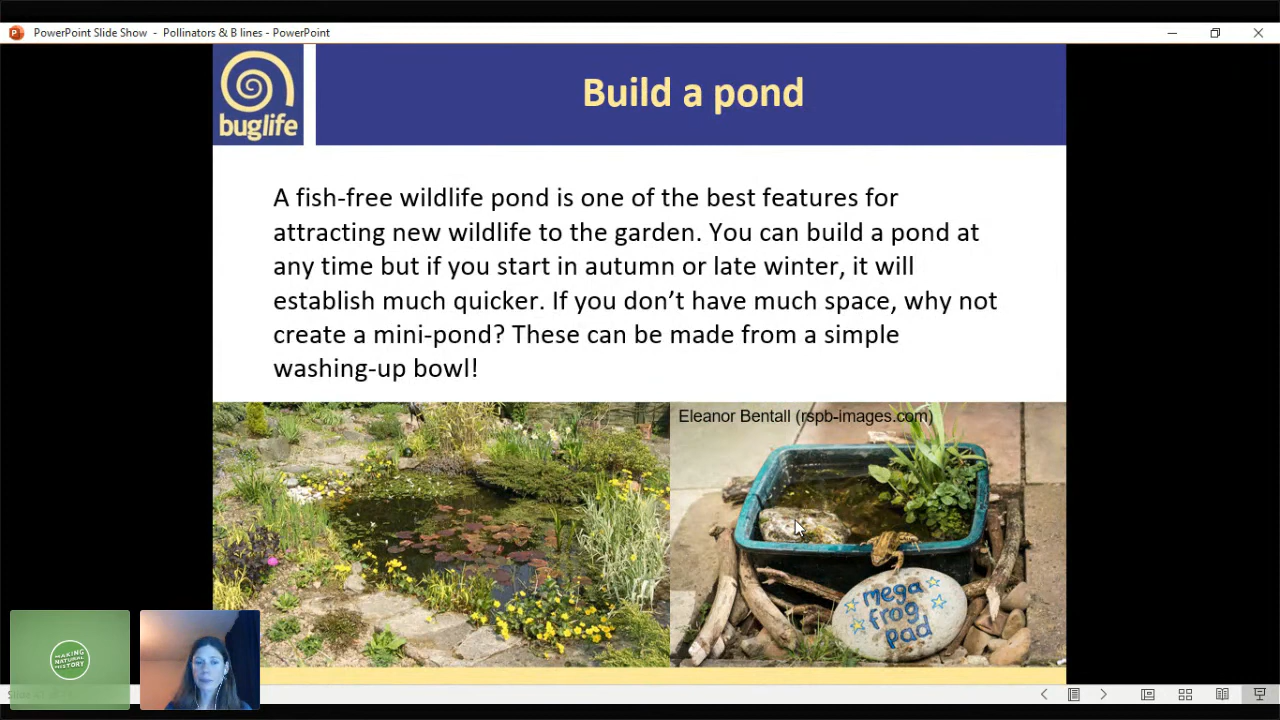 PowerPoint Slide Show - Pollinators & B lines - PowerPoint
buglife
Build a pond
A fish-free wildlife pond is one of the best features for
attracting new wildlife to the garden. You can build a pond at
any time but if you start in autumn or late winter, it will
establish much quicker. If you don't have much space, why not
create a mini-pond? These can be made from a simple
washing-up bowl!
Eleanor Bentall (rspb-images.com)
mega
frog
pad
MAKING
NATURAL
HISTORY